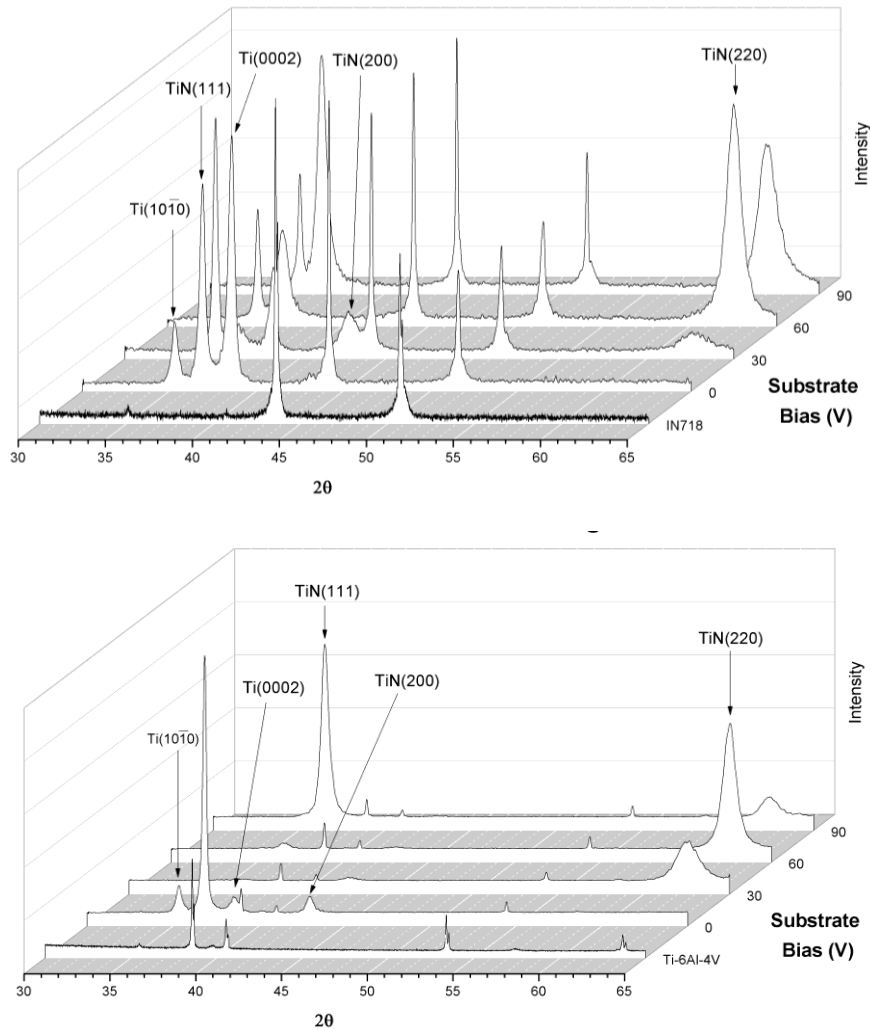 Ti(0002)
TiN(200)
TiN(220)
TiN(111)
Ti(101̅0)
Intensity
90
60
30
0
Substrate
Bias (V)
IN718
30 35 40 45 50 55 60 65
2θ
TiN(111)
TiN(220)
Ti(0002)
TiN(200)
Ti(101̅0)
Intensity
90
60
30
0
Substrate
Bias (V)
Ti-6Al-4V
30 35 40 45 50 55 60 65
2θ